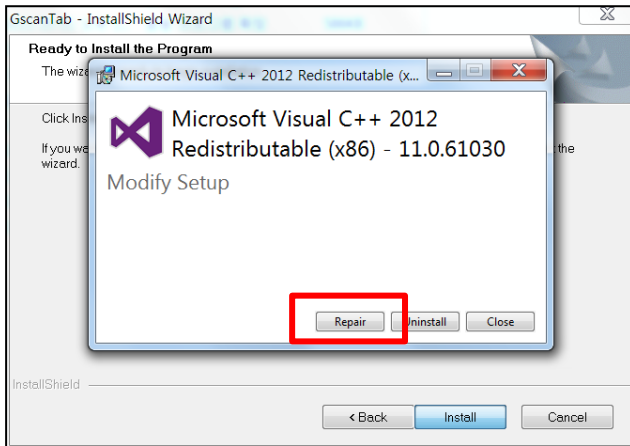 GscanTab - InstallShield Wizard
Ready to Install the Program
The wiza
Microsoft Visual C++ 2012 Redistributable (x...
Click Ins
If you wa
the
wizard.
Microsoft Visual C++ 2012
Redistributable (x86) - 11.0.61030
Modify Setup
Repair
Uninstall
Close
InstallShield
< Back
Install
Cancel